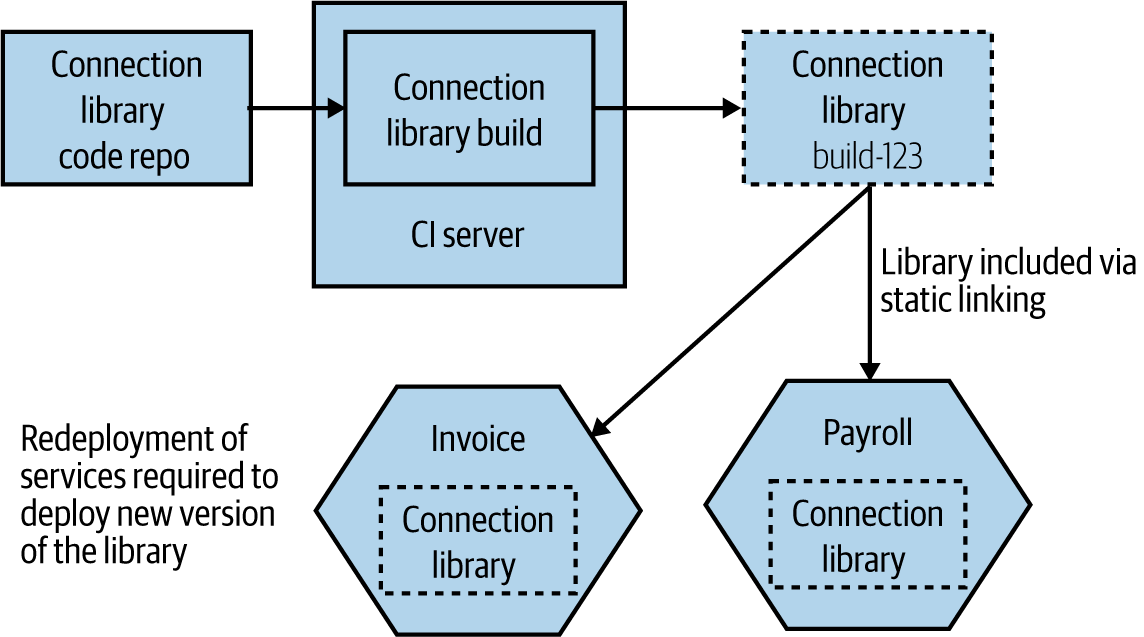 Connection
library
code repo
Connection
library build
CI server
Connection
library
build-123
Library included via
static linking
Redeployment of
services required to
deploy new version
of the library
Invoice
Connection
library
Payroll
Connection
library